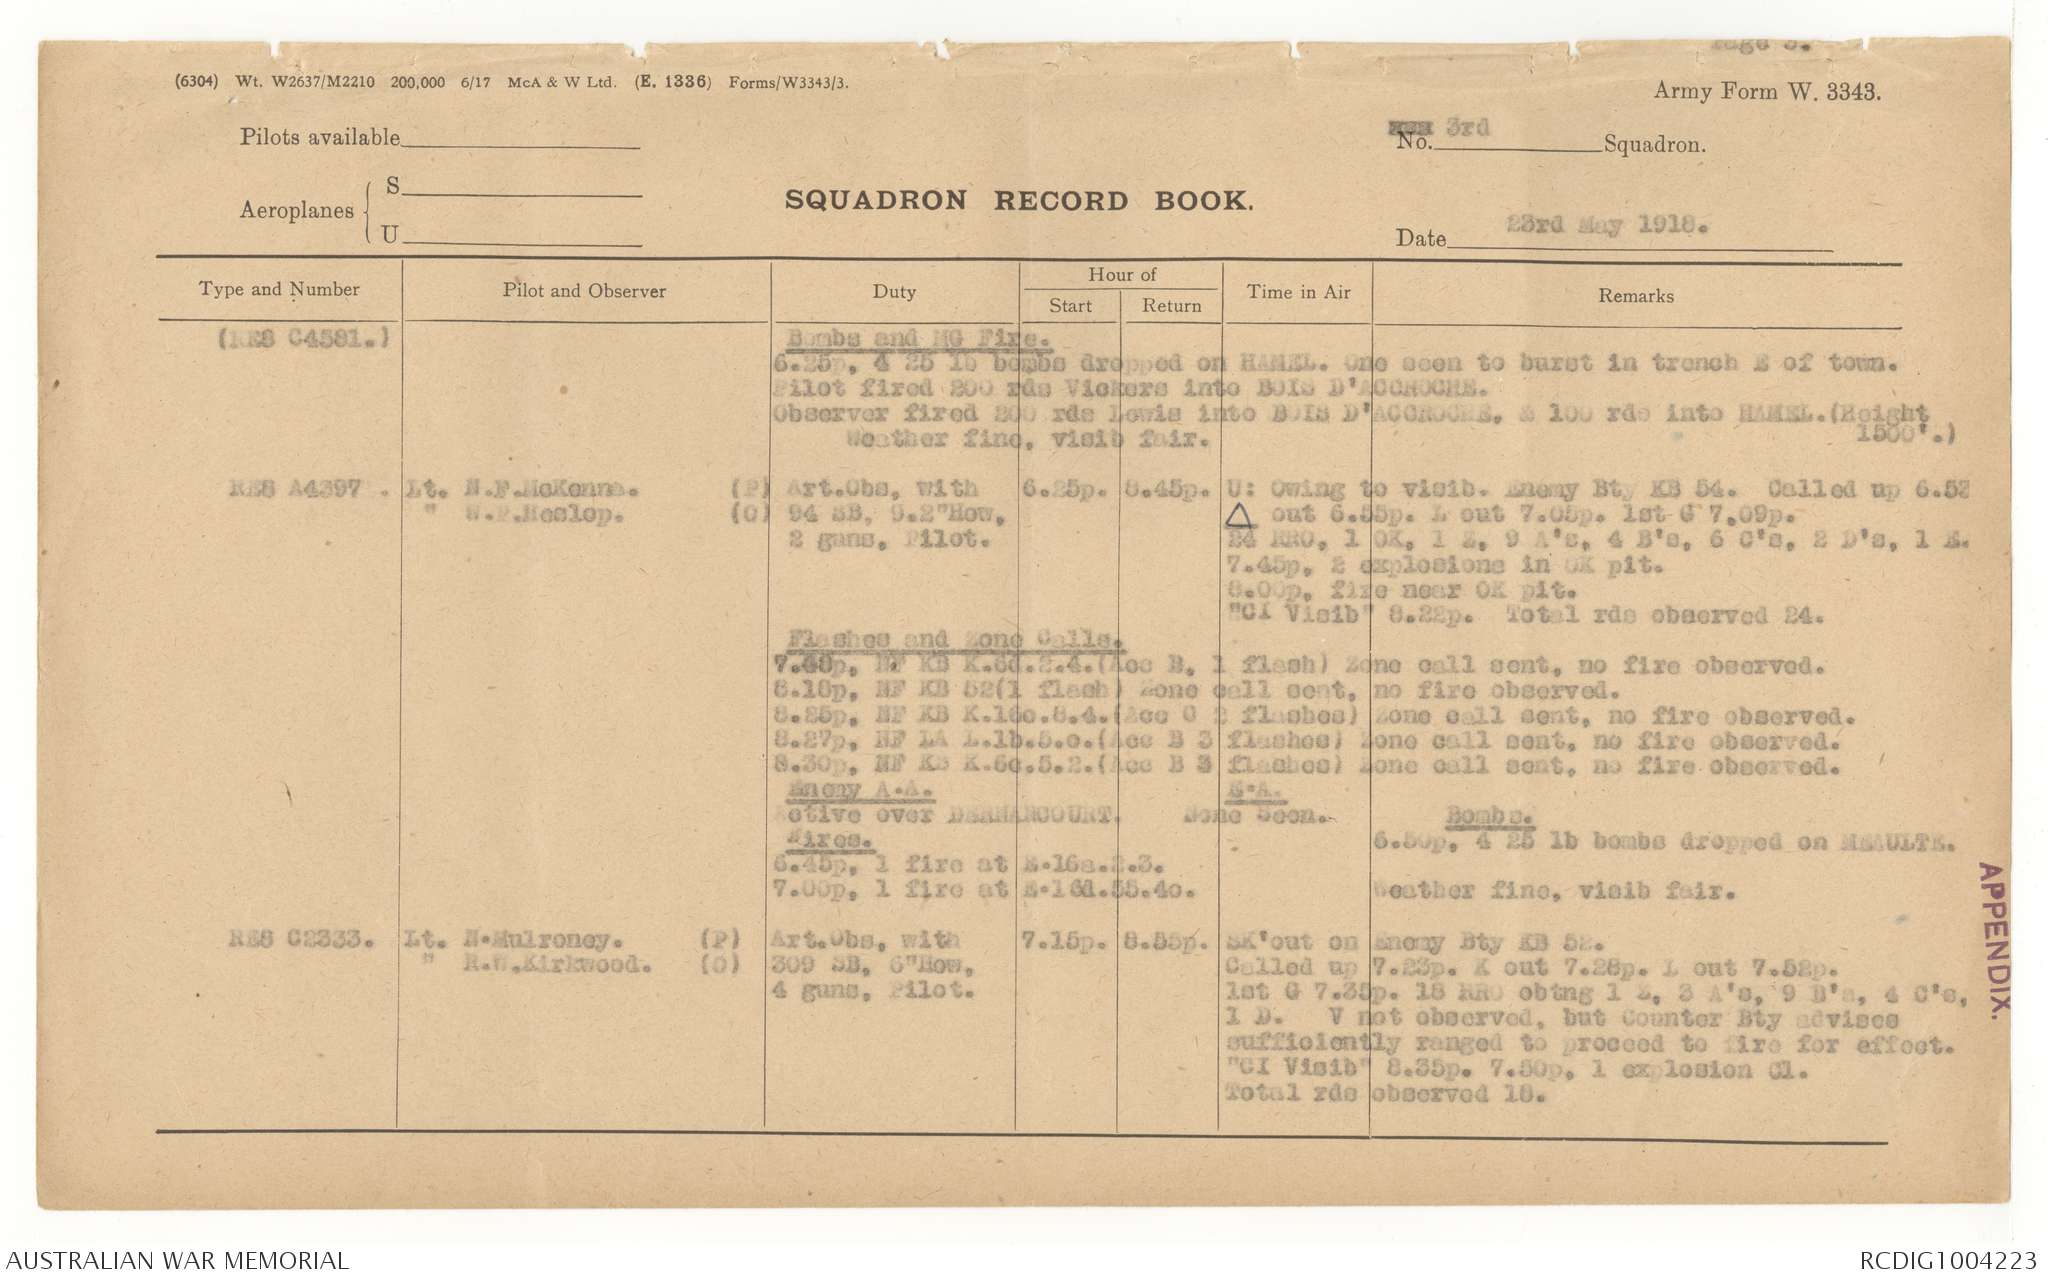 Page 3.
(6304) Wt. W2637/M2210 200,000 6/17 McA & W Ltd. (E. 1336) Forms/W3343/3.
Army Form W. 3343.
Pilots available
No. 3rd Squadron.
Aeroplanes
S
U
SQUADRON RECORD BOOK.
Date 23rd May 1918.
Type and Number
Pilot and Observer
Duty
Hour of
Start
Return
Time in Air
Remarks
(RE8 C4581.)
Bombs and MG Fire.
6.25p, 4 25 lb bombs dropped on HAMEL. One seen to burst in trench E of town.
Pilot fired 200 rds Vickers into BOIS D'ACCROCHE.
Observer fired 200 rds Lewis into BOIS D'ACCROCHE, & 100 rds into HAMEL.(Height
1500'.)
Weather fine, visib fair.
RE8 A4397 . Lt. N.F.McKenna. (P) Art.Obs, with 6.25p. 8.45p. U: Owing to visib. Enemy Bty KB 54. Called up 6.52
" W.P.Heslop. (O) 94 SB, 9.2"How, △ out 6.55p. L out 7.05p. 1st G 7.09p.
2 guns, Pilot. 24 RRO, 1 OK, 1 Z, 9 A's, 4 B's, 6 C's, 2 D's, 1 E.
7.45p, 2 explosions in OK pit.
8.00p, fire near OK pit.
"CI Visib" 8.22p. Total rds observed 24.
Flashes and Zone Calls.
7.48p, NF KB K.6d.2.4.(Acc B, 1 flash) Zone call sent, no fire observed.
8.18p, NF KB 52(1 flash) Zone call sent, no fire observed.
8.25p, NF KB K.16c.8.4.(Acc C 2 flashes) Zone call sent, no fire observed.
8.27p, NF LA L.1b.5.o.(Acc B 3 flashes) Zone call sent, no fire observed.
8.30p, NF KB K.6c.5.2.(Acc B 3 flashes) Zone call sent, no fire observed.
Enemy A.A.
E.A.
Active over DERNANCOURT. None Seen.
Bombs.
Fires.
6.50p, 4 25 lb bombs dropped on MEAULTE.
6.45p, 1 fire at E.16a.2.3.
7.00p, 1 fire at E.16d.55.40. Weather fine, visib fair.
APPENDIX.
RE8 C2333. Lt. N.Mulroney. (P) Art.Obs, with 7.15p. 8.55p. SK'out on Enemy Bty KB 52.
" R.W.Kirkwood. (O) 309 SB, 6"How, Called up 7.23p. K out 7.28p. L out 7.52p.
4 guns, Pilot. 1st G 7.35p. 18 RRO obtng 1 Z, 3 A's, 9 B's, 4 C's,
1 D. V not observed, but Counter Bty advises
sufficiently ranged to proceed to fire for effect.
"CI Visib" 8.35p. 7.50p, 1 explosion C1.
Total rds observed 18.
AUSTRALIAN WAR MEMORIAL
RCDIG1004223